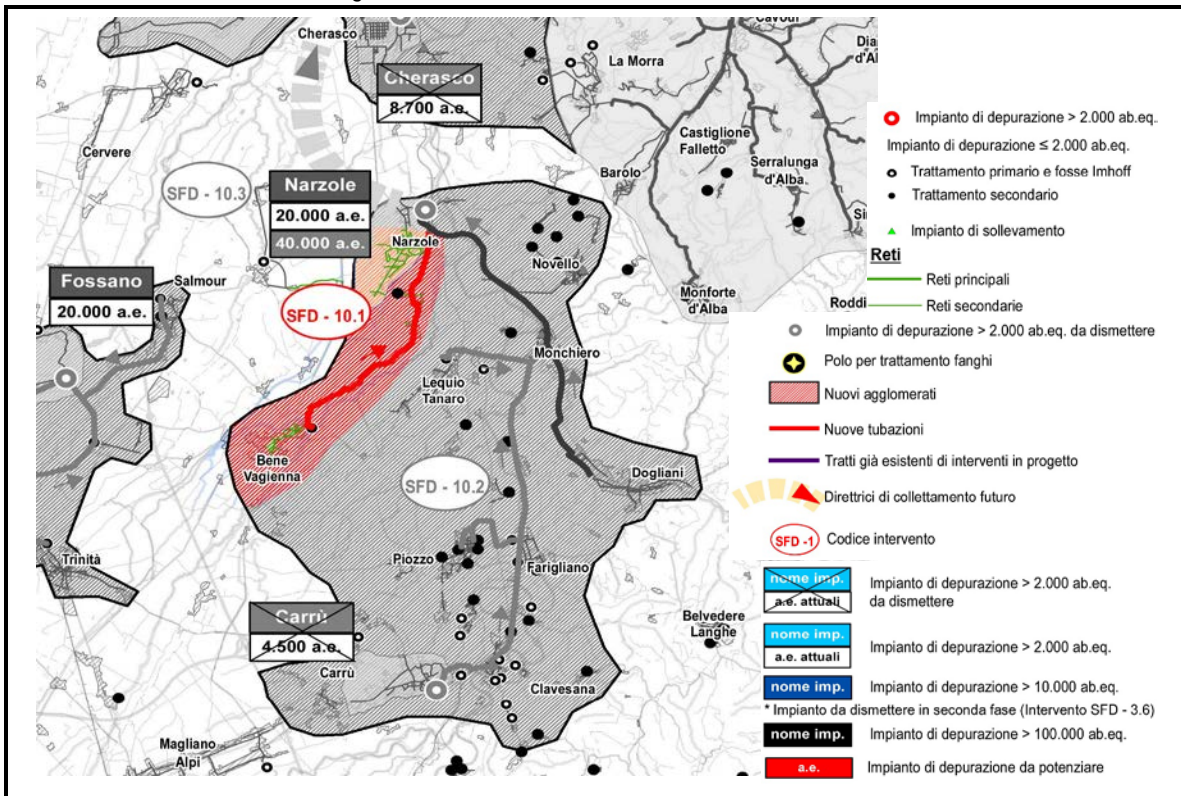 Cherasco
Cavour
La Morra
Cherasco
8.700 a.e.
Castiglione
Falletto
Serralunga
d'Alba
Cervere
Barolo
SFD - 10.3
Narzole
20.000 a.e.
40.000 a.e.
Narzole
Novello
Monforte
d'Alba
Roddi
Fossano
20.000 a.e.
Salmour
SFD - 10.1
Monchiero
Lequio
Tanaro
Bene
Vagienna
Dogliani
SFD - 10.2
Trinità
Piozzo
Farigliano
Carrù
4.500 a.e.
Belvedere
Langhe
Carrù
Clavesana
Magliano
Alpi
Impianto di depurazione > 2.000 ab.eq.
Impianto di depurazione ≤ 2.000 ab.eq.
Trattamento primario e fosse Imhoff
Trattamento secondario
Impianto di sollevamento
Reti
Reti principali
Reti secondarie
Impianto di depurazione > 2.000 ab.eq. da dismettere
Polo per trattamento fanghi
Nuovi agglomerati
Nuove tubazioni
Tratti già esistenti di interventi in progetto
Direttrici di collettamento futuro
SFD -1 Codice intervento
nome imp.
a.e. attuali
Impianto di depurazione > 2.000 ab.eq.
da dismettere
nome imp.
a.e. attuali
Impianto di depurazione > 2.000 ab.eq.
nome imp. Impianto di depurazione > 10.000 ab.eq.
* Impianto da dismettere in seconda fase (Intervento SFD - 3.6)
nome imp. Impianto di depurazione > 100.000 ab.eq.
a.e. Impianto di depurazione da potenziare